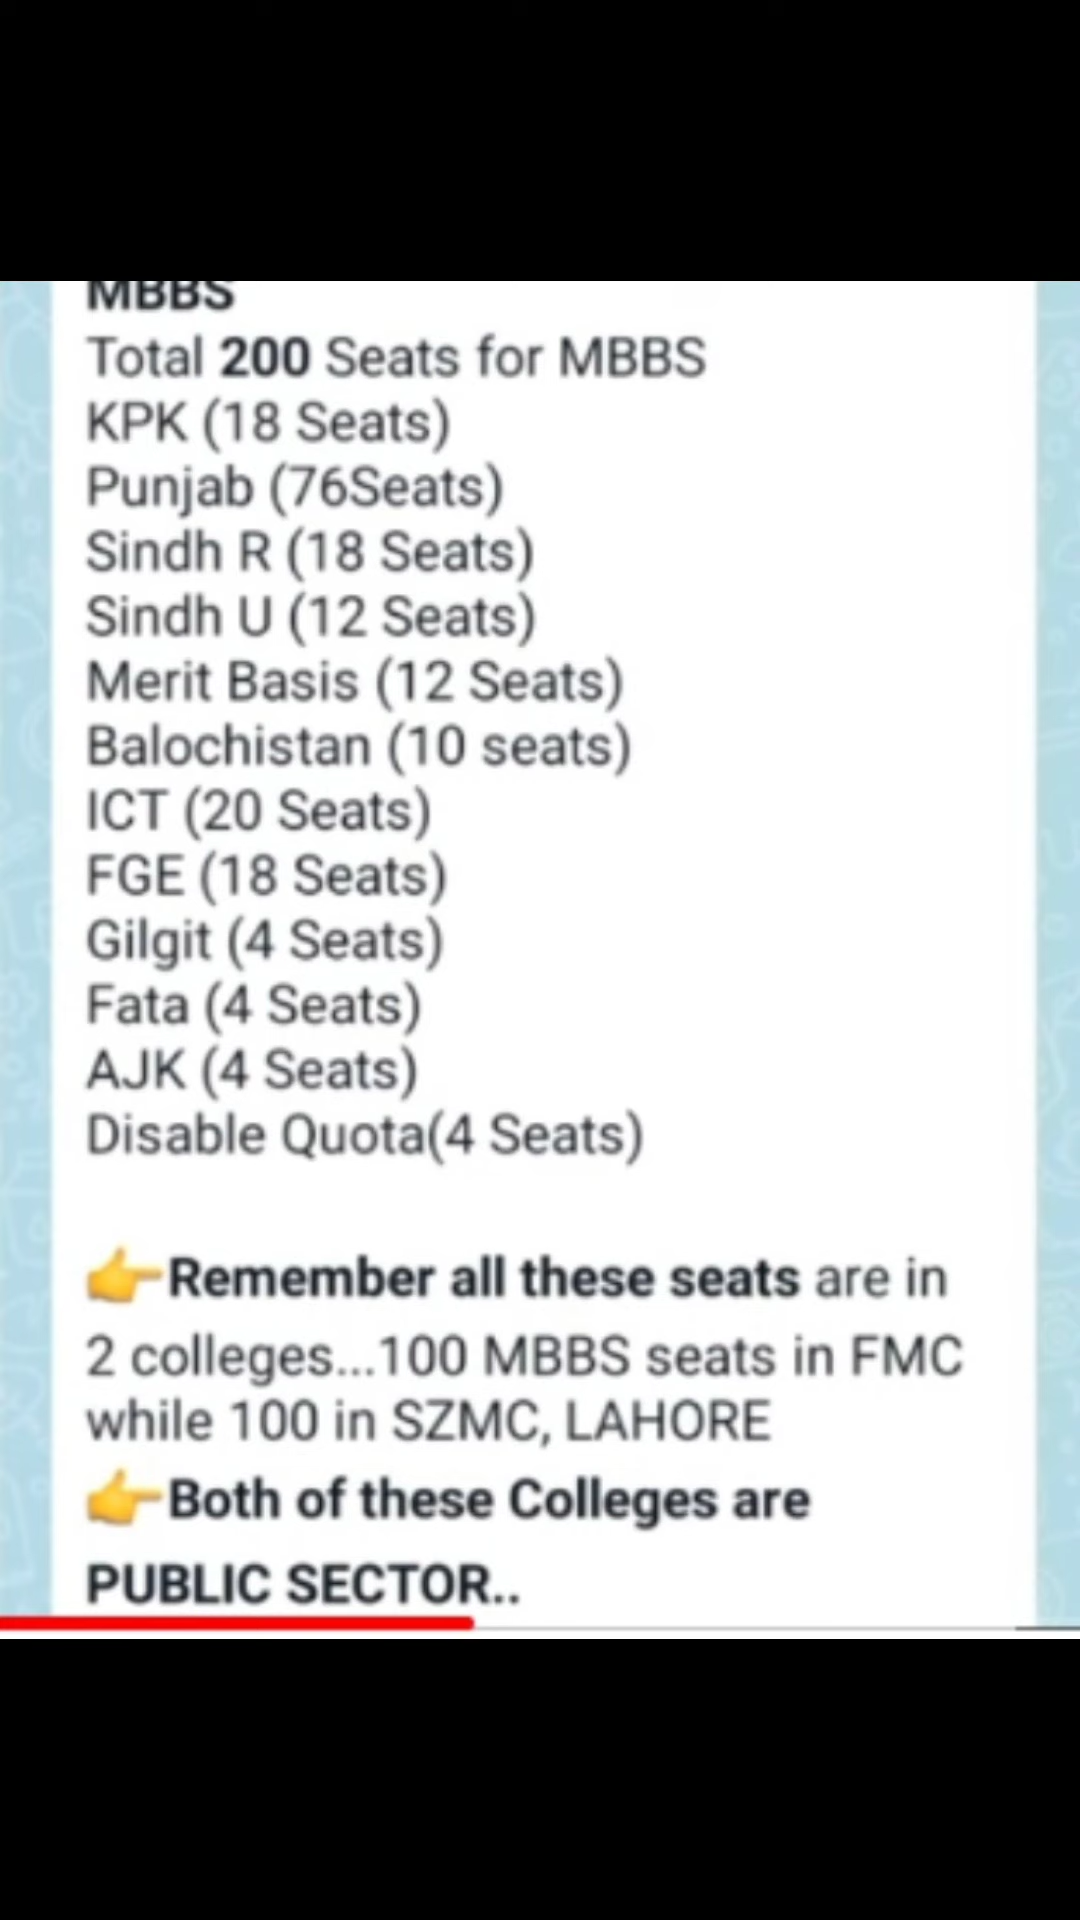 MBBS
Total 200 Seats for MBBS
KPK (18 Seats)
Punjab (76Seats)
Sindh R (18 Seats)
Sindh U (12 Seats)
Merit Basis (12 Seats)
Balochistan (10 seats)
ICT (20 Seats)
FGE (18 Seats)
Gilgit (4 Seats)
Fata (4 Seats)
AJK (4 Seats)
Disable Quota(4 Seats)
👉Remember all these seats are in
2 colleges...100 MBBS seats in FMC
while 100 in SZMC, LAHORE
👉Both of these Colleges are
PUBLIC SECTOR..